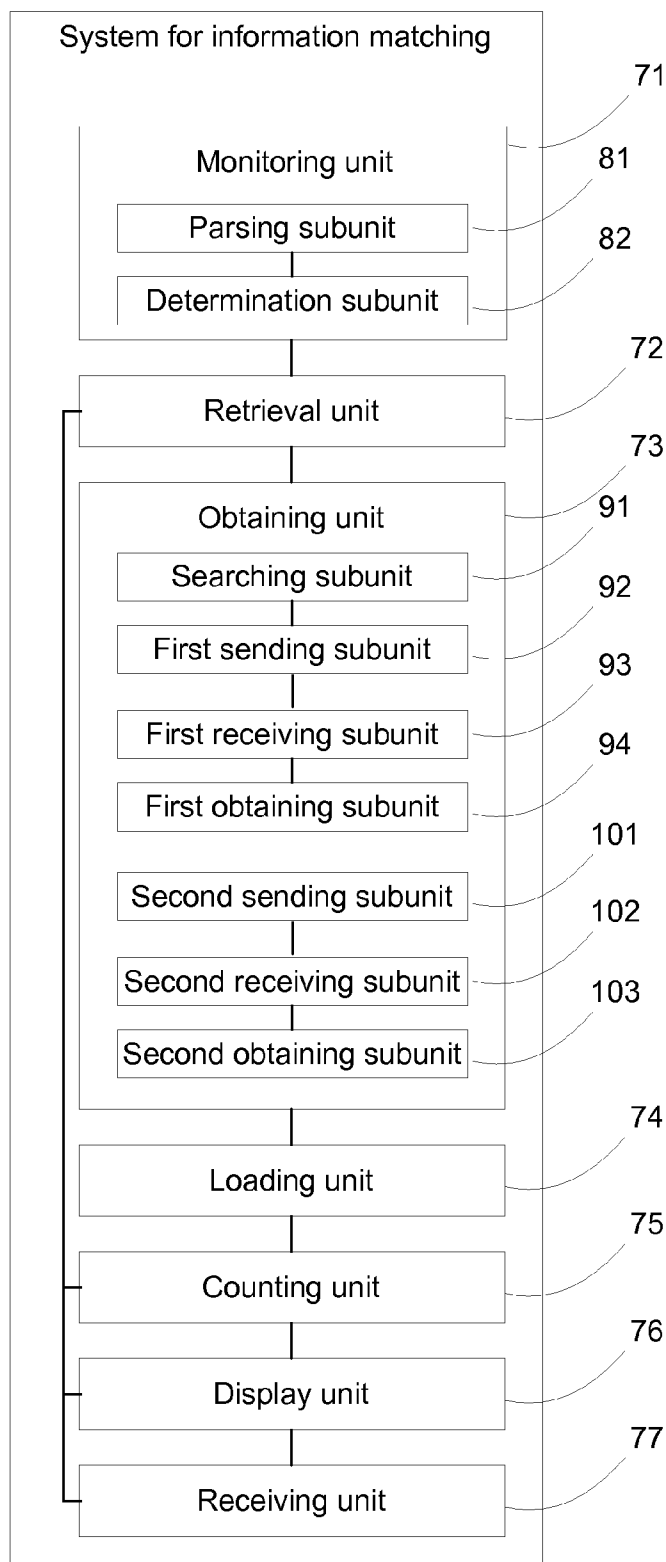 System for information matching
71
Monitoring unit
81
Parsing subunit
82
Determination subunit
72
Retrieval unit
73
Obtaining unit
91
Searching subunit
92
First sending subunit
93
First receiving subunit
94
First obtaining subunit
101
Second sending subunit
102
Second receiving subunit
103
Second obtaining subunit
74
Loading unit
75
Counting unit
76
Display unit
77
Receiving unit